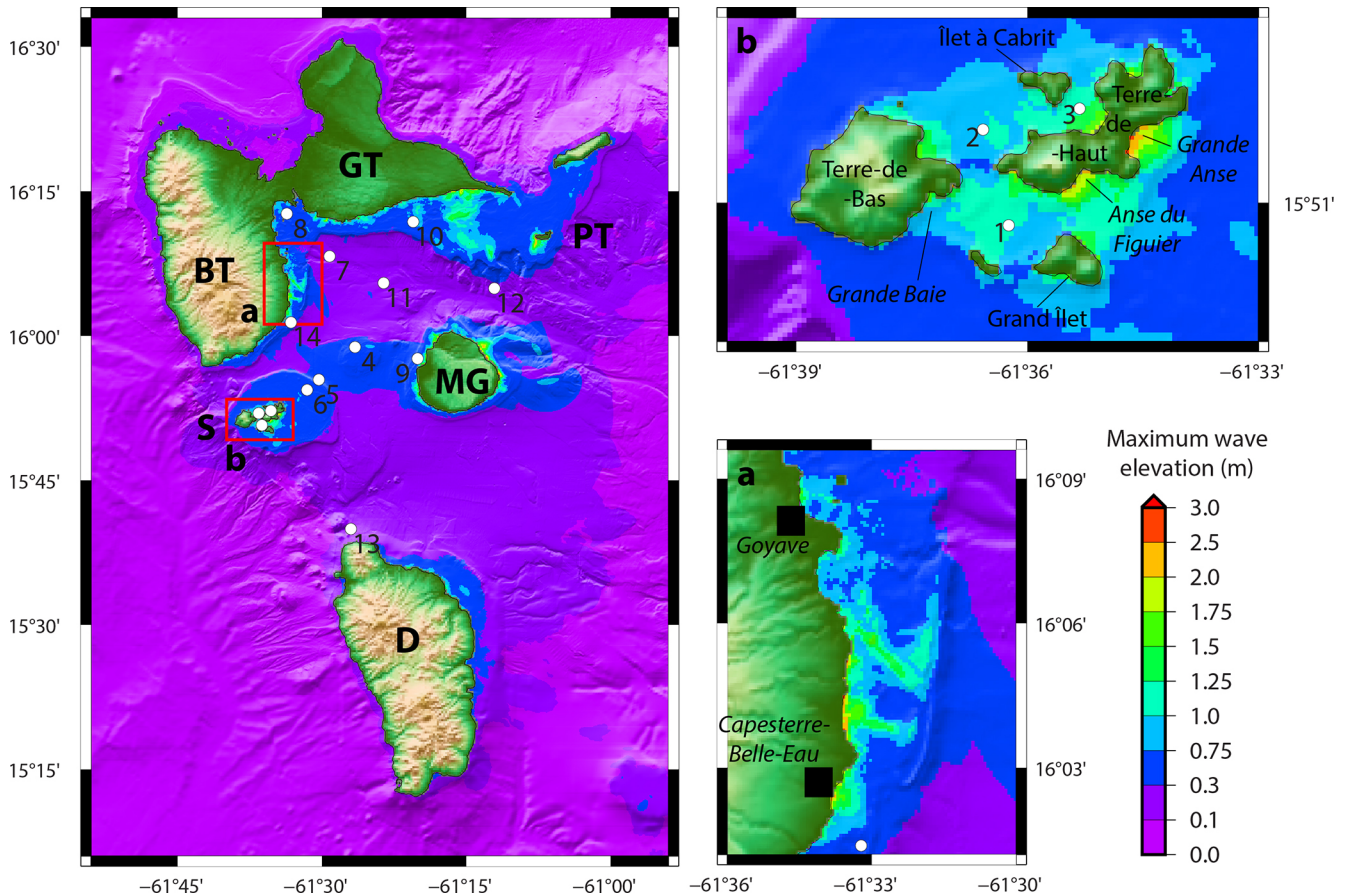 16°30'
16°15'
16°00'
15°45'
15°30'
15°15'
−61°45'
−61°30'
−61°15'
−61°00'
GT
BT
PT
MG
S
D
a
b
8
7
10
11
12
14
4
9
5
6
13
b
Îlet à Cabrit
Terre-
de
-Haut
Terre-de
-Bas
Grande
Anse
Anse du
Figuier
Grande Baie
Grand Îlet
1
2
3
15°51'
−61°39'
−61°36'
−61°33'
a
Goyave
Capesterre-
Belle-Eau
16°09'
16°06'
16°03'
−61°36'
−61°33'
−61°30'
Maximum wave
elevation (m)
3.0
2.5
2.0
1.75
1.5
1.25
1.0
0.75
0.3
0.1
0.0